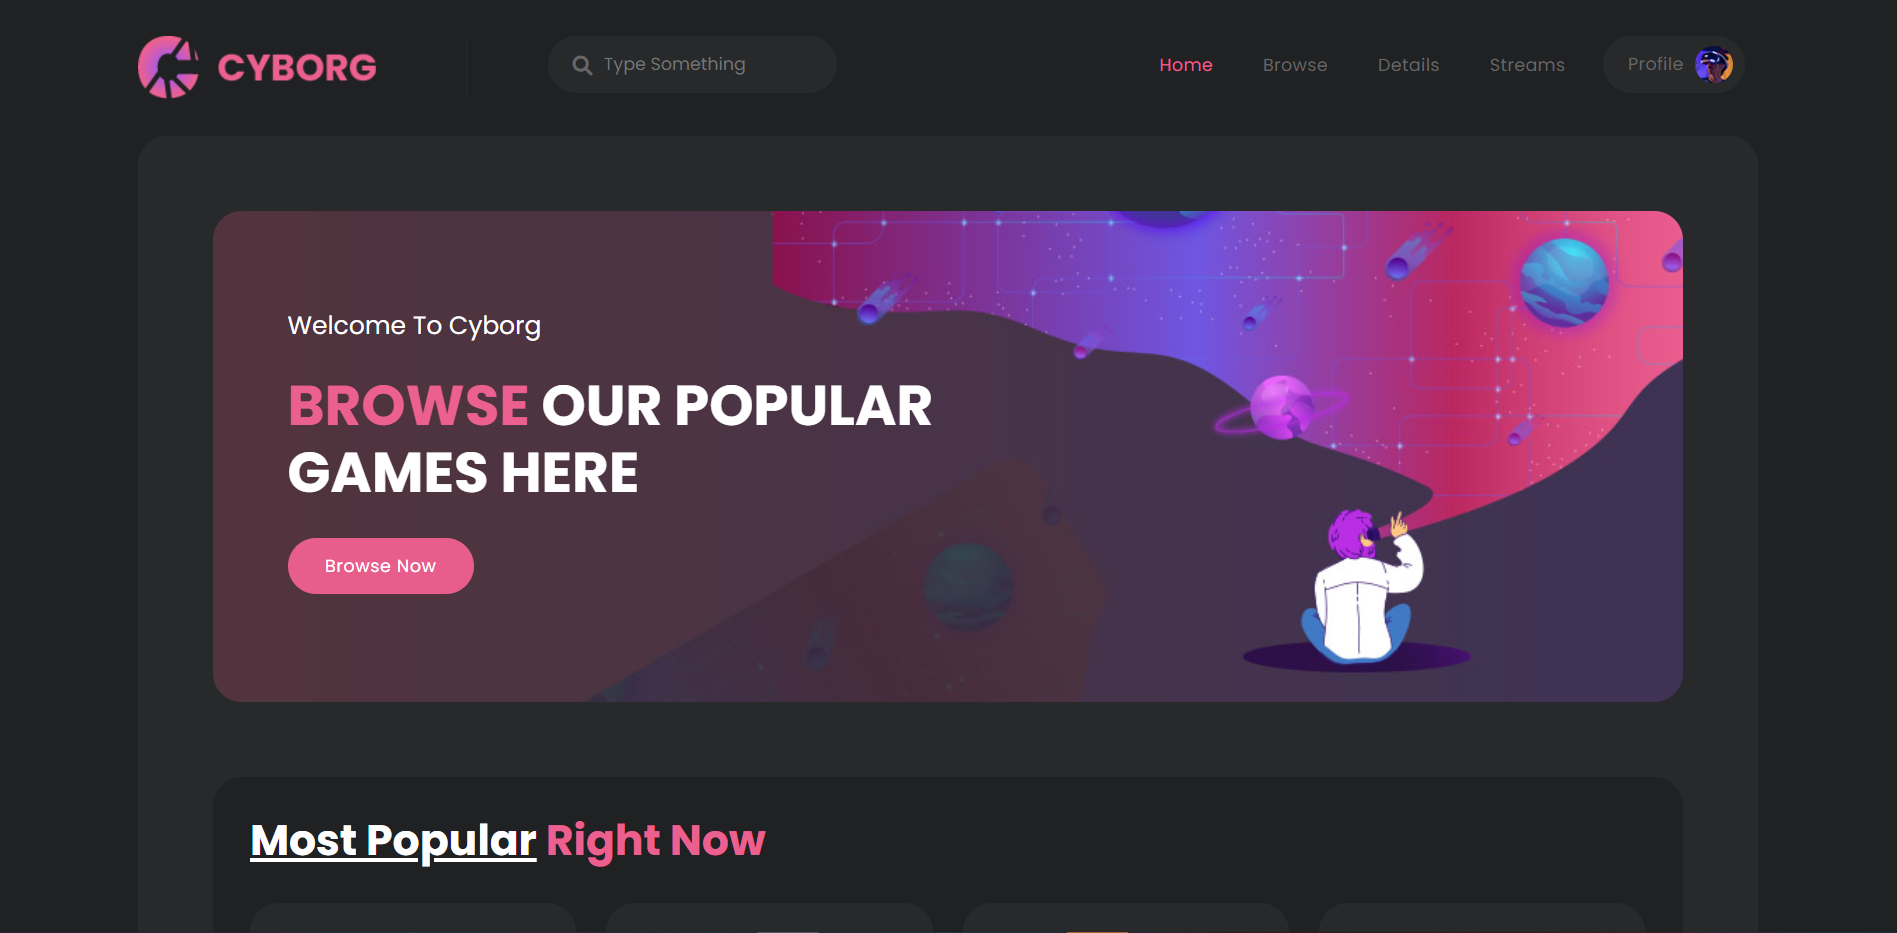 CYBORG
Type Something
Home
Browse
Details
Streams
Profile
Welcome To Cyborg
BROWSE OUR POPULAR
GAMES HERE
Browse Now
Most Popular Right Now